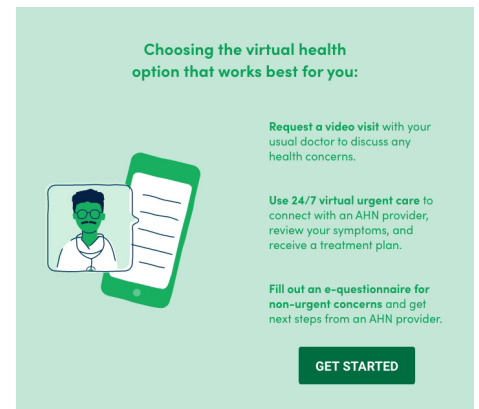 Choosing the virtual health
option that works best for you:
Request a video visit with your
usual doctor to discuss any
health concerns.
Use 24/7 virtual urgent care to
connect with an AHN provider,
review your symptoms, and
receive a treatment plan.
Fill out an e-questionnaire for
non-urgent concerns and get
next steps from an AHN provider.
GET STARTED